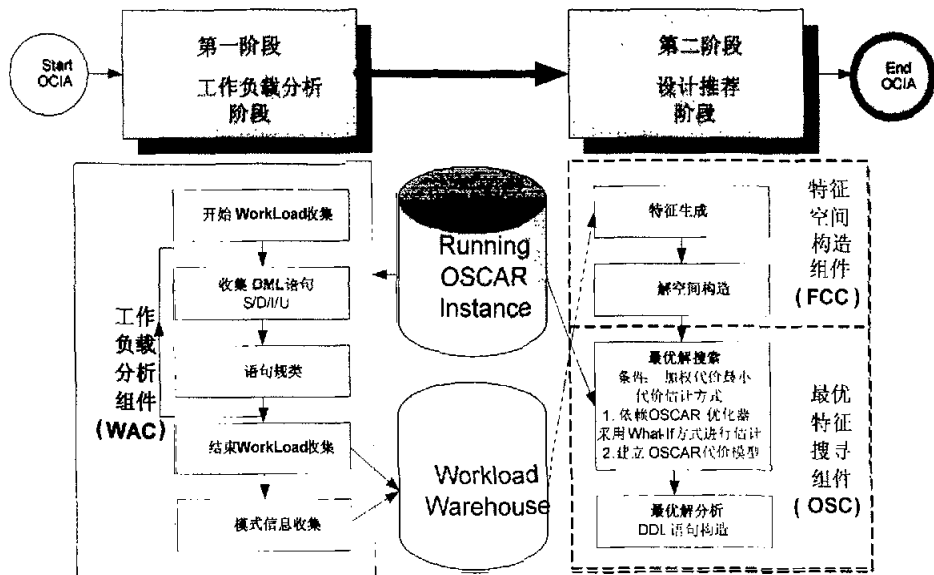 Start
OCIA
第一阶段
工作负载分析
阶段
第二阶段
设计推荐
阶段
End
OCIA
开始 WorkLoad收集
收集 DML 语句
S/D/I/U
语句规类
结束WorkLoad收集
模式信息收集
工作
负载
分析
组件
(WAC)
Running
OSCAR
Instance
Workload
Warehouse
特征生成
解空间构造
特征
空间
构造
组件
(FCC)
最优解搜索
条件: 加权代价最小
代价估计方式
1. 依赖OSCAR 优化器
采用What-If方式进行估计
2.建立 OSCAR代价模型
最优解分析
DDL 语句构造
最优
特征
搜寻
组件
(OSC)